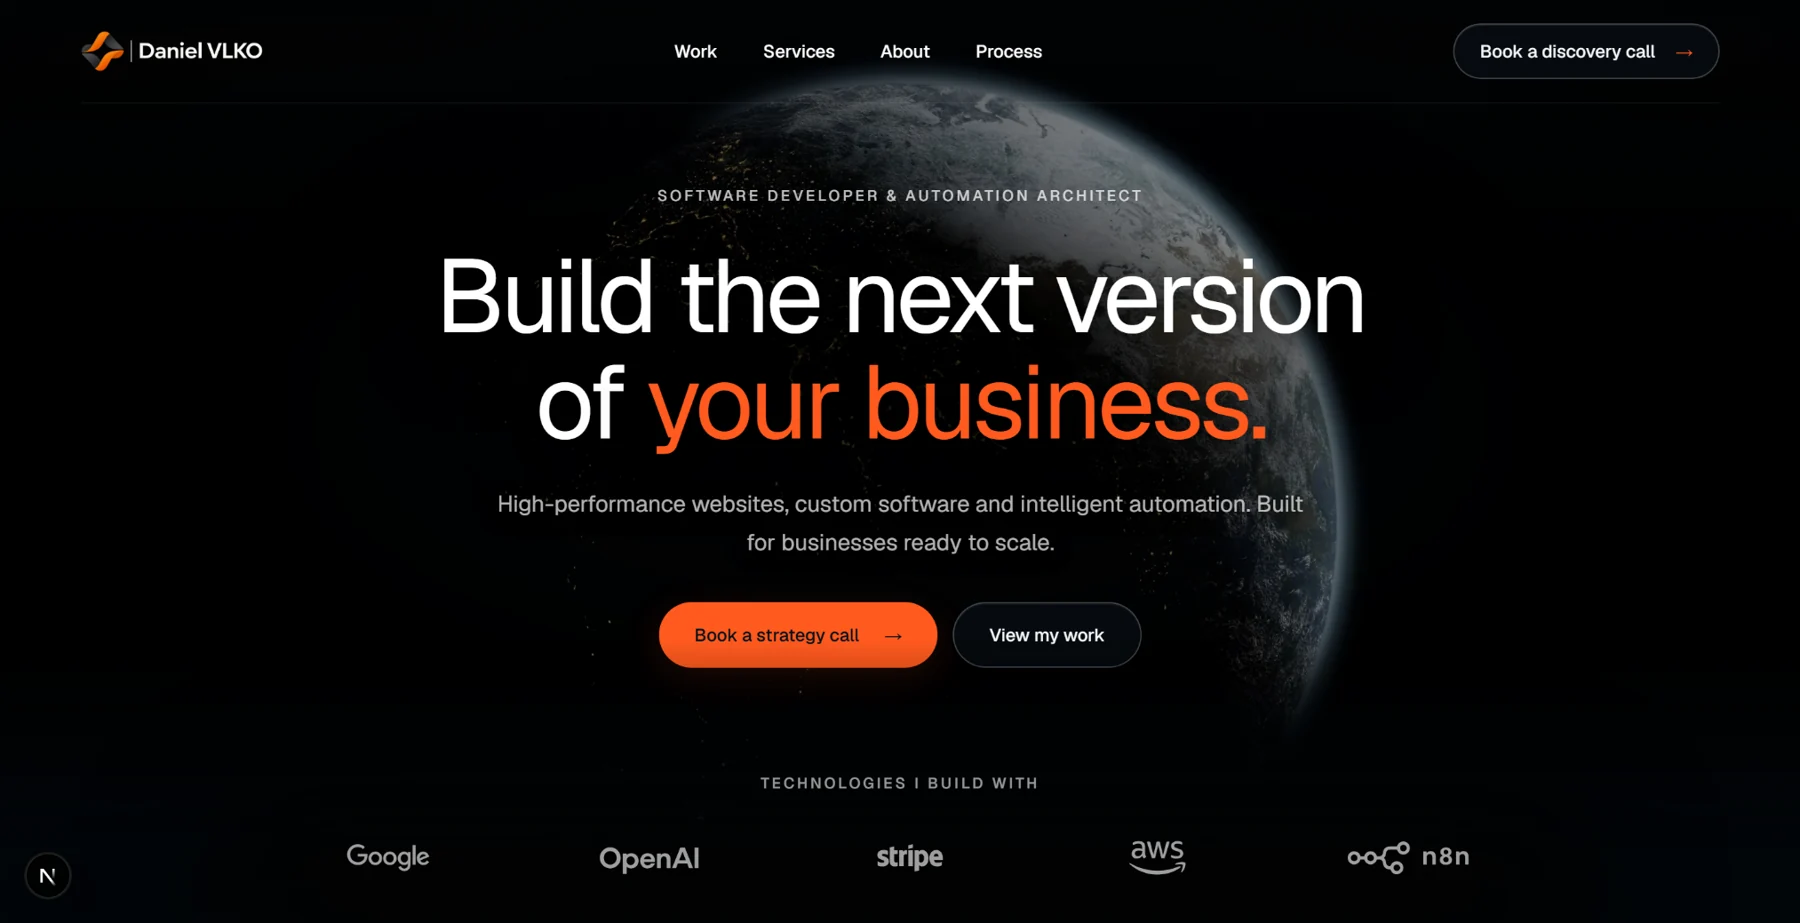 Daniel VLKO
Work
Services
About
Process
Book a discovery call →
SOFTWARE DEVELOPER & AUTOMATION ARCHITECT
Build the next version
of your business.
High-performance websites, custom software and intelligent automation. Built
for businesses ready to scale.
Book a strategy call →
View my work
TECHNOLOGIES I BUILD WITH
Google
OpenAI
stripe
aws
n8n
N